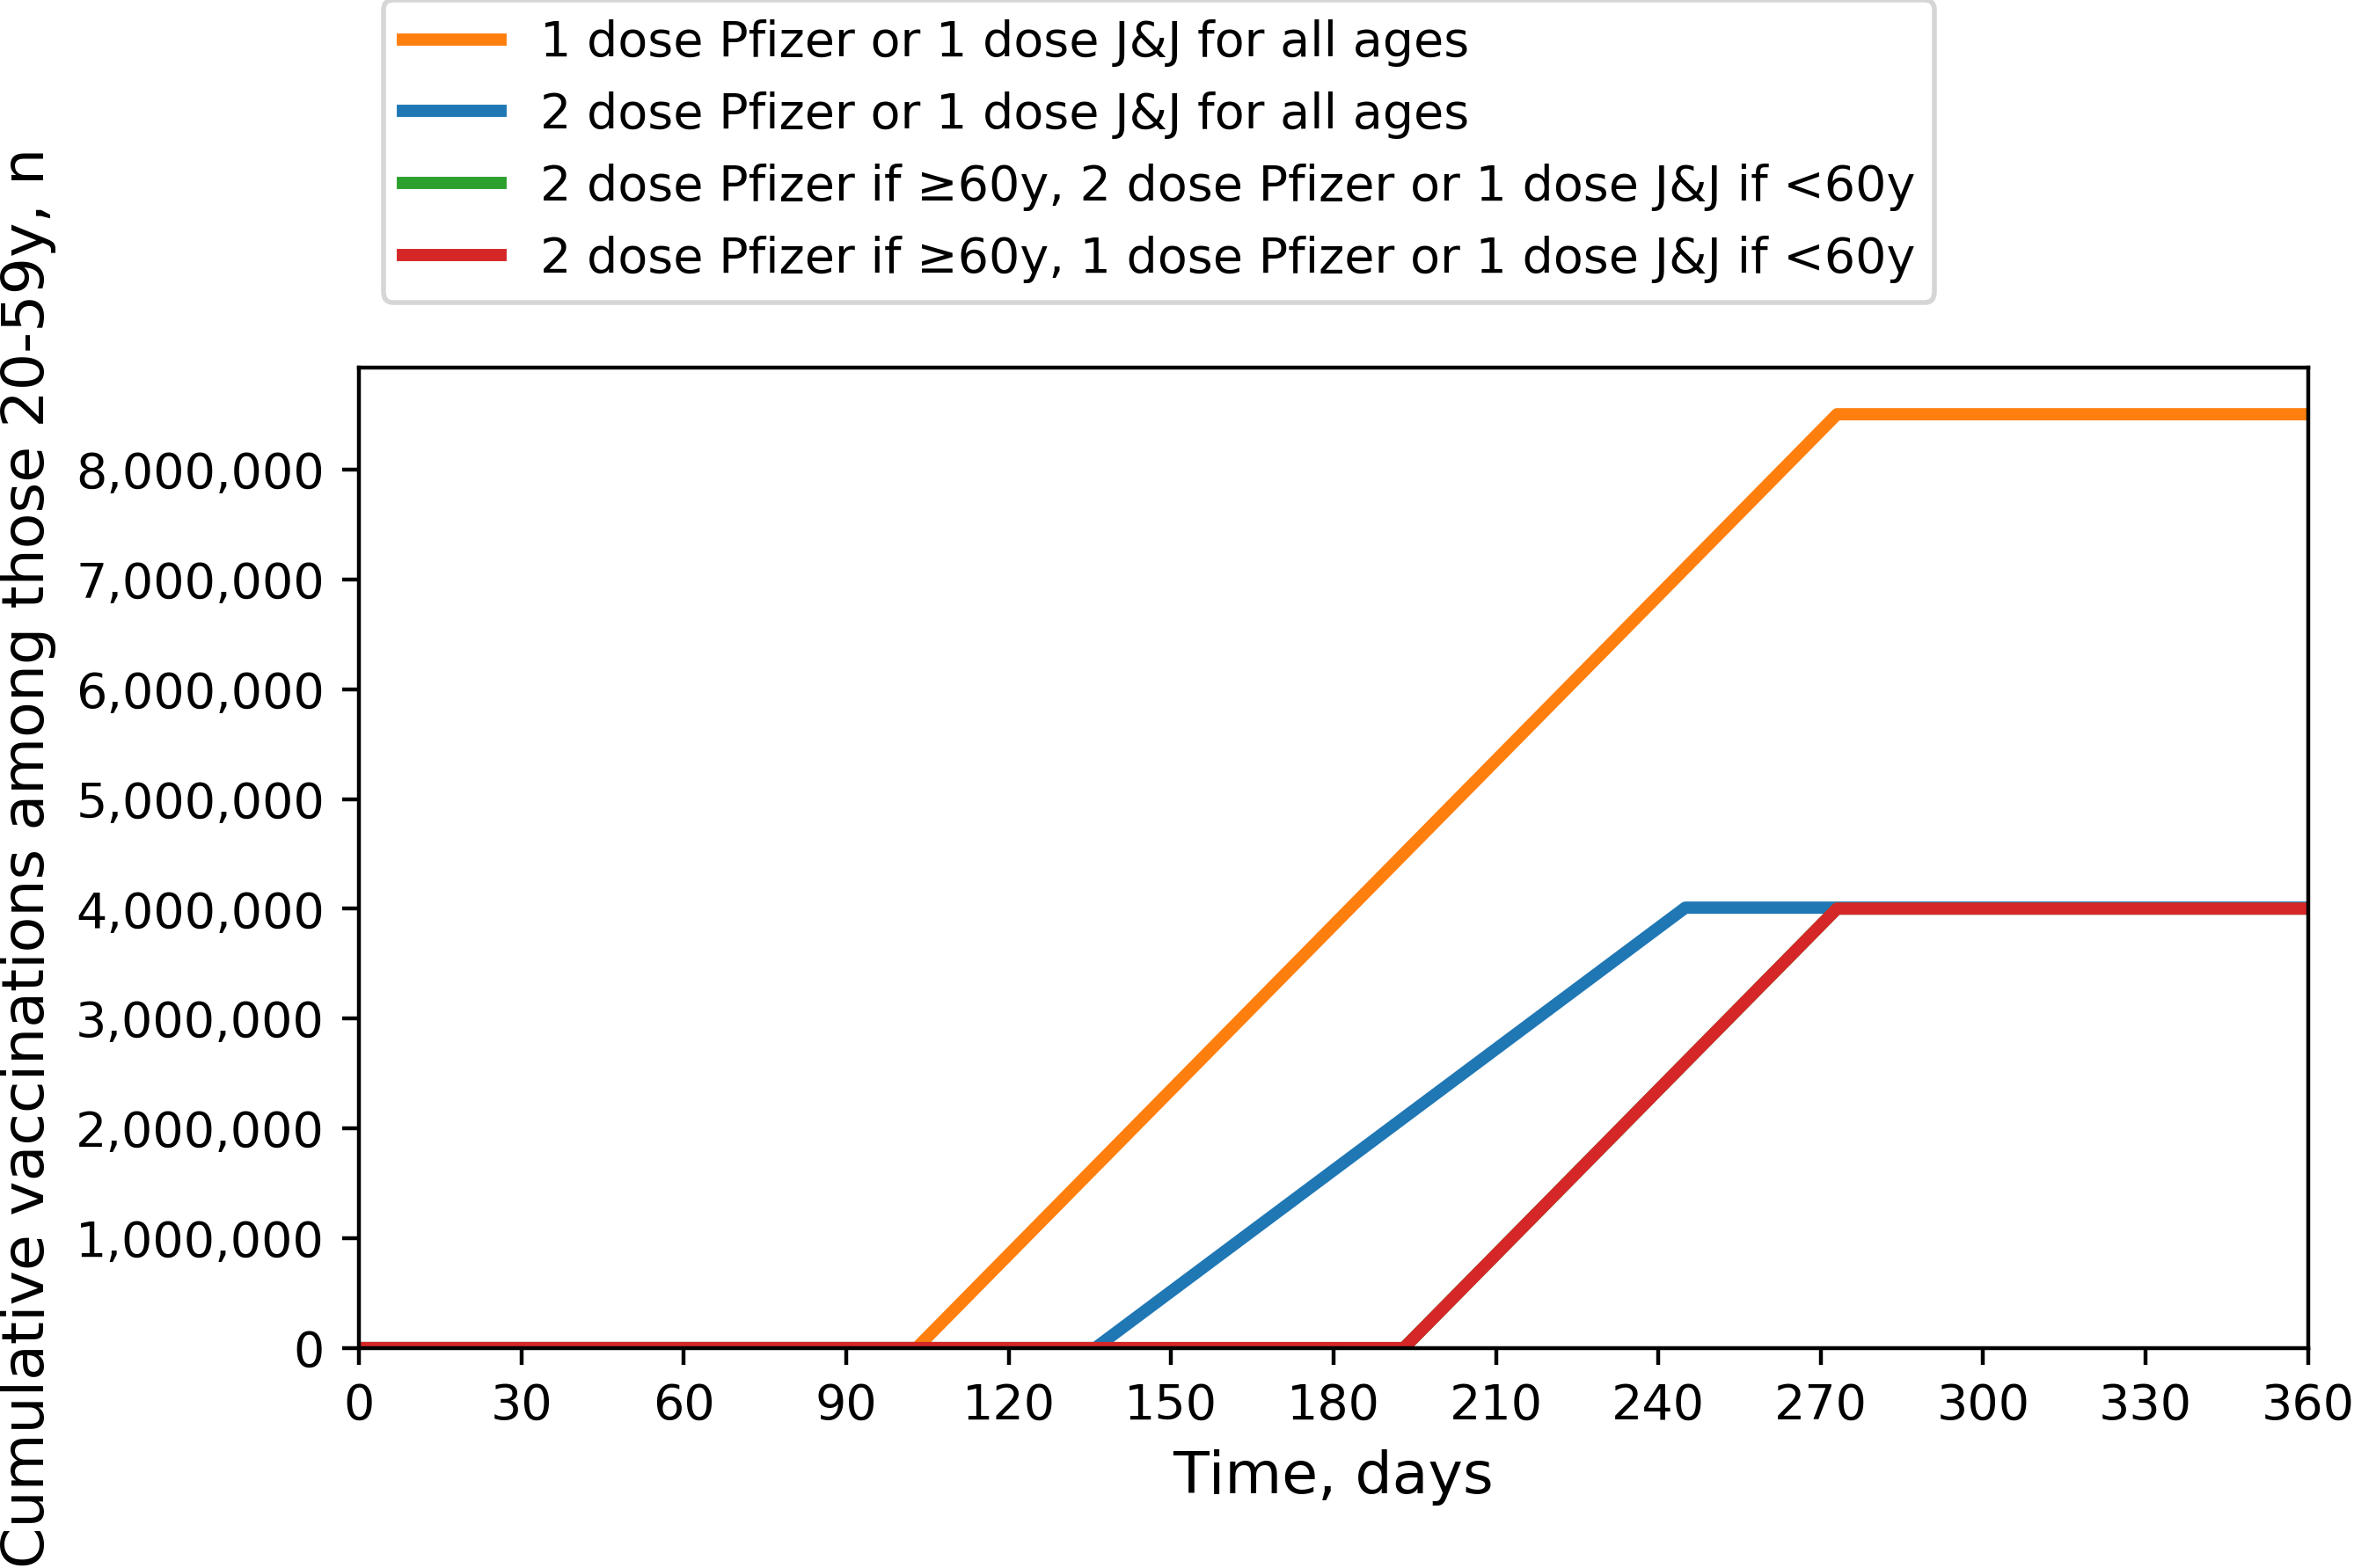 1 dose Pfizer or 1 dose J&J for all ages
2 dose Pfizer or 1 dose J&J for all ages
2 dose Pfizer if ≥60y, 2 dose Pfizer or 1 dose J&J if <60y
2 dose Pfizer if ≥60y, 1 dose Pfizer or 1 dose J&J if <60y
Cumulative vaccinations among those 20-59y, n
8,000,000
7,000,000
6,000,000
5,000,000
4,000,000
3,000,000
2,000,000
1,000,000
0
0 30 60 90 120 150 180 210 240 270 300 330 360
Time, days